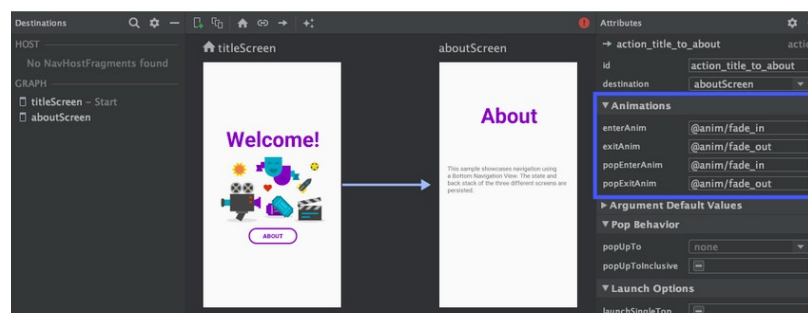 Destinations
HOST
No NavHostFragments found
GRAPH
titleScreen – Start
aboutScreen
titleScreen
Welcome!
ABOUT
aboutScreen
About
This sample showcases navigation using
a Bottom Navigation View. The state and
back stack of the three different screens are
persisted.
Attributes
action_title_to_about actio
id action_title_to_about
destination aboutScreen
Animations
enterAnim @anim/fade_in
exitAnim @anim/fade_out
popEnterAnim @anim/fade_in
popExitAnim @anim/fade_out
Argument Default Values
Pop Behavior
popUpTo none
popUpToInclusive
Launch Options
launchSingleTop